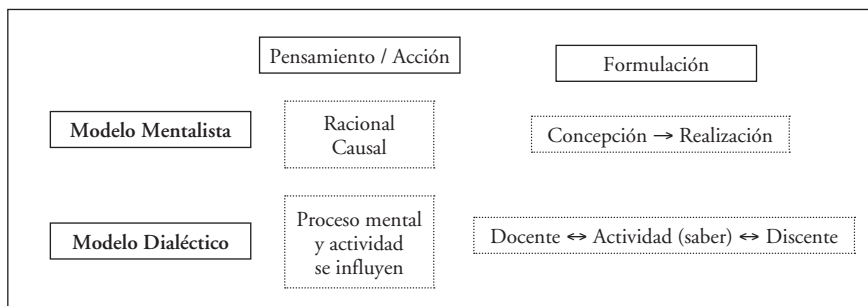 Pensamiento / Acción
Formulación
Modelo Mentalista
Racional
Causal
Concepción → Realización
Modelo Dialéctico
Proceso mental
y actividad
se influyen
Docente ↔ Actividad (saber) ↔ Discente